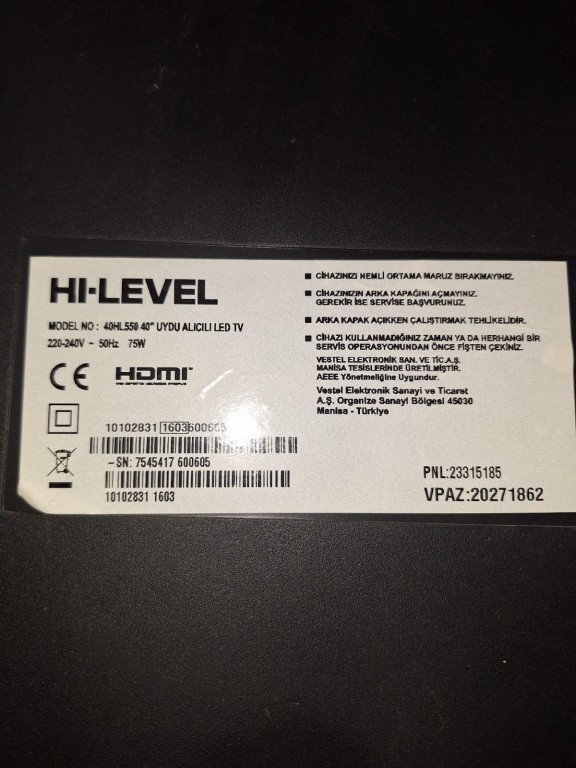 HI-LEVEL
MODEL NO : 40HL550 40" UYDU ALICILI LED TV
220-240V ~ 50Hz 75W
CE HDMI
10102831 1603600605
-SN: 7545417 600605
10102831 1603
■ CİHAZINIZI NEMLİ ORTAMA MARUZ BIRAKMAYINIZ.
■ CİHAZINIZIN ARKA KAPAĞINI AÇMAYINIZ.
GEREKİR İSE SERVİSE BAŞVURUNUZ.
■ ARKA KAPAK AÇIKKEN ÇALIŞTIRMAK TEHLİKELİDİR.
■ CİHAZI KULLANMADIĞINIZ ZAMAN YA DA HERHANGİ BİR
SERVİS OPERASYONUNDAN ÖNCE FİŞTEN ÇEKİNİZ.
VESTEL ELEKTRONİK SAN. VE TİC.A.Ş.
MANİSA TESİSLERİNDE ÜRETİLMİŞTİR.
AEEE Yönetmeliğine Uygundur.
Vestel Elektronik Sanayi ve Ticaret
A.Ş. Organize Sanayi Bölgesi 45030
Manisa - Türkiye
PNL:23315185
VPAZ:20271862